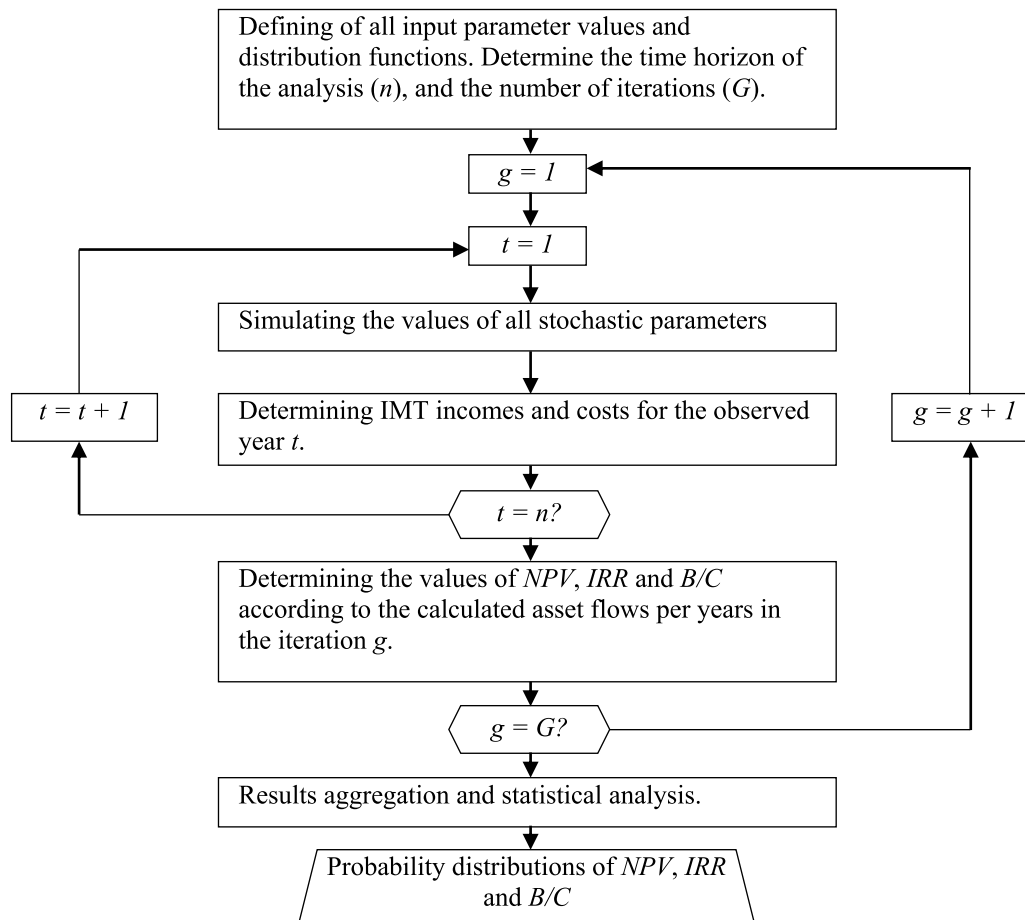 Defining of all input parameter values and
distribution functions. Determine the time horizon of
the analysis (n), and the number of iterations (G).
g = 1
t = 1
Simulating the values of all stochastic parameters
t = t + 1
Determining IMT incomes and costs for the observed
year t.
g = g + 1
t = n?
Determining the values of NPV, IRR and B/C
according to the calculated asset flows per years in
the iteration g.
g = G?
Results aggregation and statistical analysis.
Probability distributions of NPV, IRR
and B/C